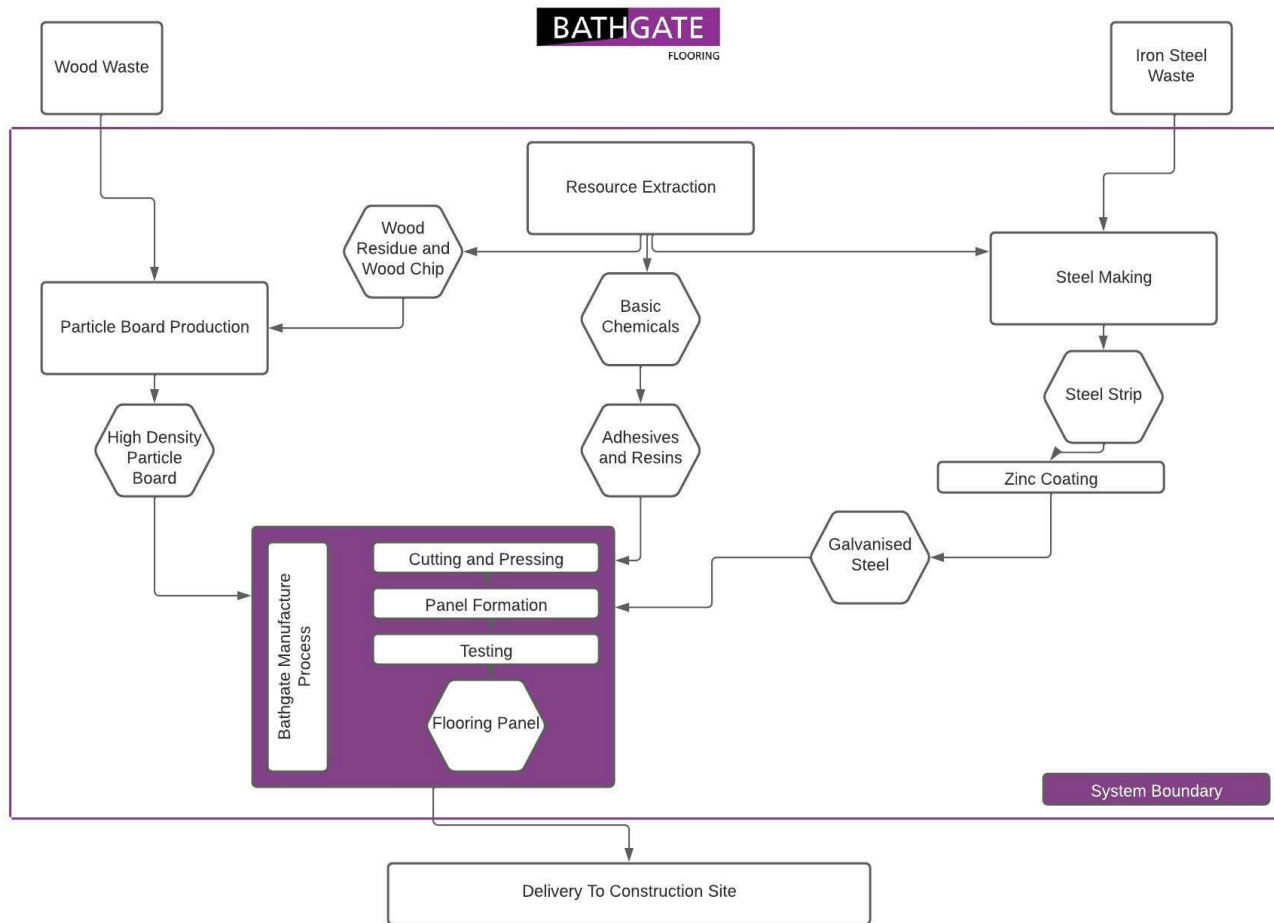 BATHGATE
FLOORING
Wood Waste
Iron Steel
Waste
Resource Extraction
Wood
Residue and
Wood Chip
Steel Making
Particle Board Production
Basic
Chemicals
Steel Strip
High Density
Particle
Board
Adhesives
and Resins
Zinc Coating
Galvanised
Steel
Bathgate Manufacture
Process
Cutting and Pressing
Panel Formation
Testing
Flooring Panel
System Boundary
Delivery To Construction Site